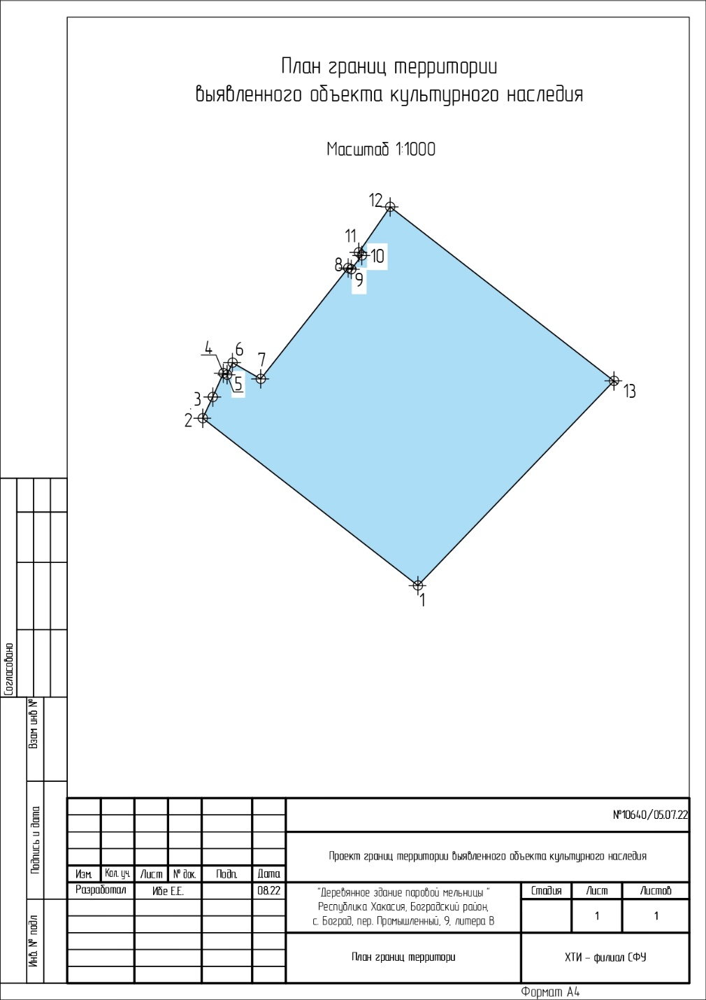 План границ территории
выявленного объекта культурного наследия
Масштаб 1:1000
12
11
10
8
9
4
6
7
5
3
2
13
1
Согласовано
Взам инв №
Подпись и дата
Инв. № подл
№10640/05.07.22
Проект границ территории выявленного объекта культурного наследия
Изм. Кол. уч. Лист № док. Подп. Дата
Разработал Ибе Е.Е. 08.22
"Деревянное здание паровой мельницы "
Республика Хакасия, Боградский район,
с. Боград, пер. Промышленный, 9, литера В
Стадия Лист Листов
1 1
План границ территори
ХТИ – филиал СФУ
Формат А4